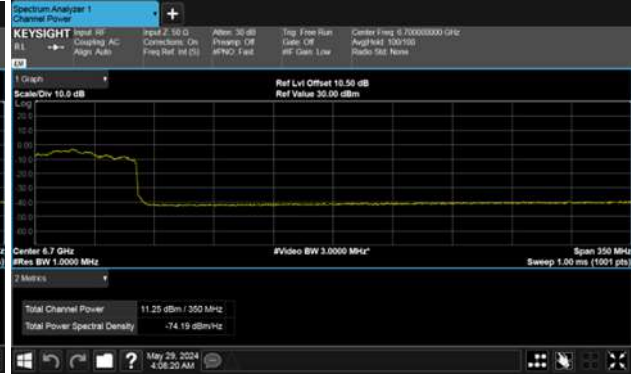 Spectrum Analyzer 1
Channel Power
+
KEYSIGHT
RL
Input: RF
Coupling: AC
Align: Auto
Input Z: 50 Ω
Corrections: On
Freq Ref: Int (S)
Atten: 30 dB
Preamp: Off
#PNO: Fast
Trig: Free Run
Gate: Off
#IF Gain: Low
Center Freq: 6.700000000 GHz
Avg|Hold: 100/100
Radio Std: None
1 Graph
Scale/Div 10.0 dB
Ref Lvl Offset 10.50 dB
Ref Value 30.00 dBm
Log
20.0
10.0
0.00
-10.0
-20.0
-30.0
-40.0
-50.0
-60.0
Center 6.7 GHz
#Video BW 3.0000 MHz*
Span 350 MHz
#Res BW 1.0000 MHz
Sweep 1.00 ms (1001 pts)
2 Metrics
Total Channel Power 11.25 dBm / 350 MHz
Total Power Spectral Density -74.19 dBm/Hz
?
May 29, 2024
4:08:20 AM